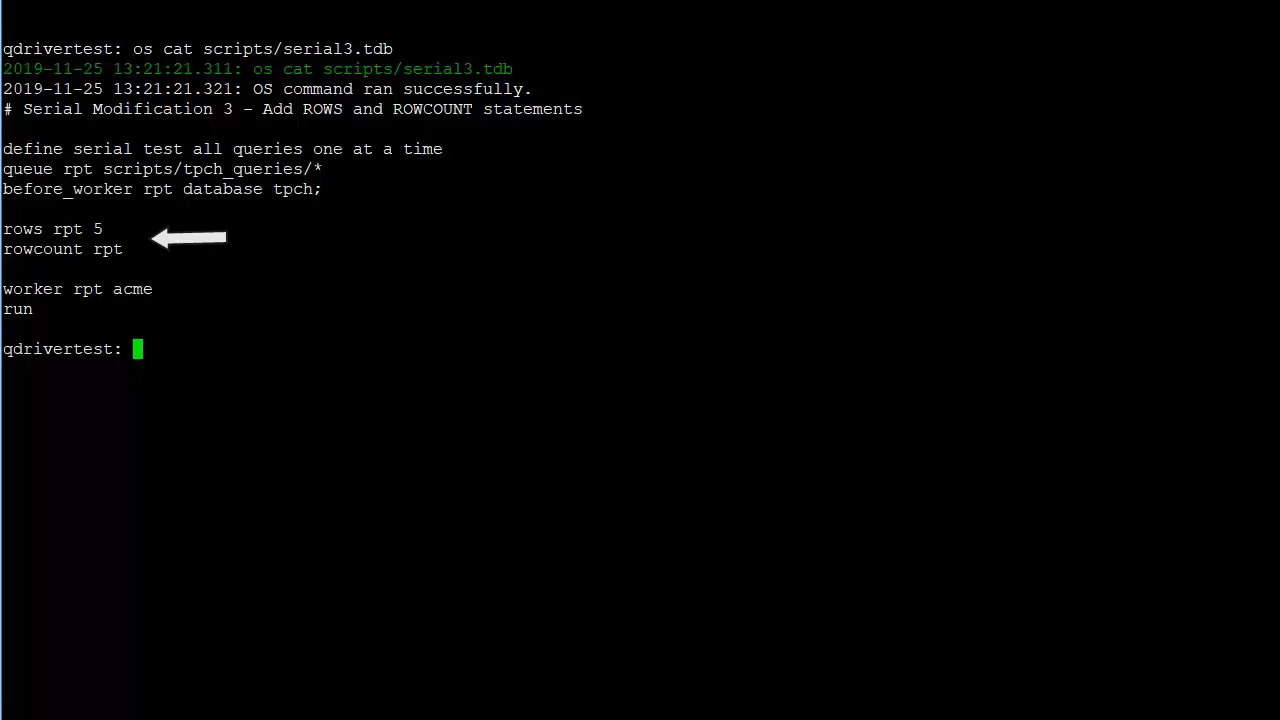 qdrivertest: os cat scripts/serial3.tdb
2019-11-25 13:21:21.311: os cat scripts/serial3.tdb
2019-11-25 13:21:21.321: OS command ran successfully.
# Serial Modification 3 - Add ROWS and ROWCOUNT statements
define serial test all queries one at a time
queue rpt scripts/tpch_queries/*
before_worker rpt database tpch;
rows rpt 5
rowcount rpt
worker rpt acme
run
qdrivertest: